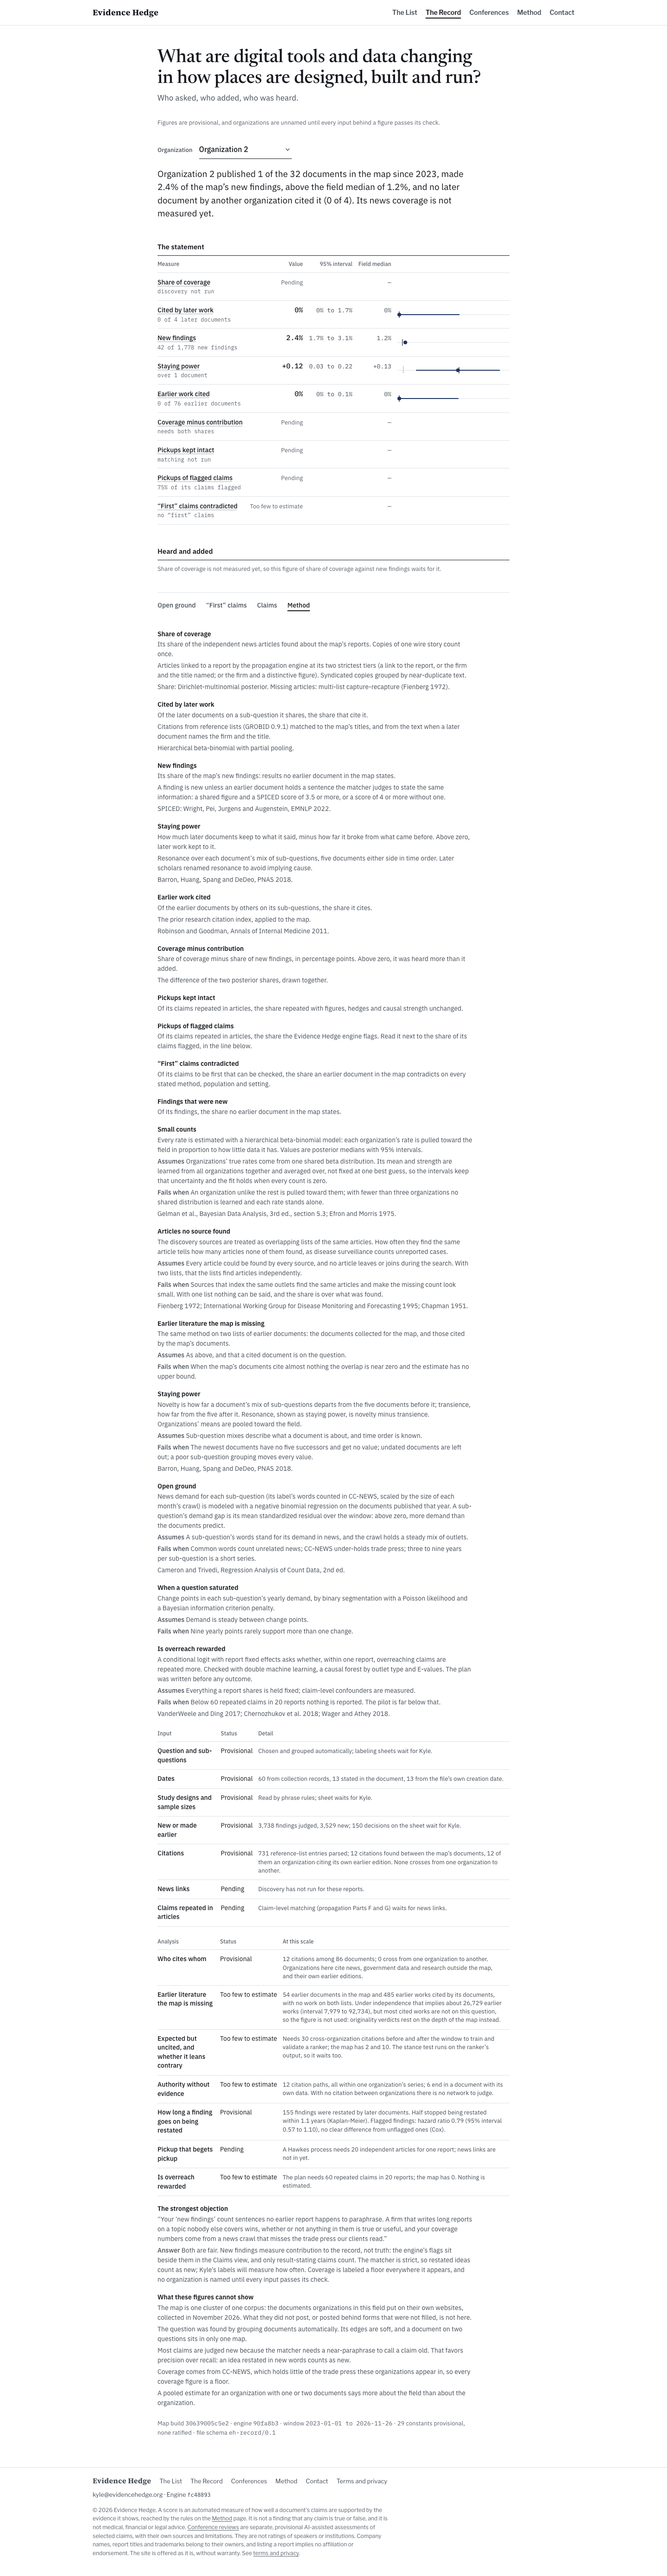 Evidence Hedge
The List The Record Conferences Method Contact
What are digital tools and data changing
in how places are designed, built and run?
Who asked, who added, who was heard.
Figures are provisional, and organizations are unnamed until every input behind a figure passes its check.
Organization Organization 2
Organization 2 published 1 of the 32 documents in the map since 2023, made
2.4% of the map's new findings, above the field median of 1.2%, and no later
document by another organization cited it (0 of 4). Its news coverage is not
measured yet.
The statement
Measure Value 95% interval Field median
Share of coverage Pending –
discovery not run
Cited by later work 0% 0% to 1.7% 0%
0 of 4 later documents
New findings 2.4% 1.7% to 3.1% 1.2%
42 of 1,778 new findings
Staying power +0.12 0.03 to 0.22 +0.13
over 1 document
Earlier work cited 0% 0% to 0.1% 0%
0 of 76 earlier documents
Coverage minus contribution Pending –
needs both shares
Pickups kept intact Pending –
matching not run
Pickups of flagged claims Pending –
75% of its claims flagged
"First" claims contradicted Too few to estimate –
no "first" claims
Heard and added
Share of coverage is not measured yet, so this figure of share of coverage against new findings waits for it.
Open ground "First" claims Claims Method
Share of coverage
Its share of the independent news articles found about the map's reports. Copies of one wire story count
once.
Articles linked to a report by the propagation engine at its two strictest tiers (a link to the report, or the firm
and the title named; or the firm and a distinctive figure). Syndicated copies grouped by near-duplicate text.
Share: Dirichlet-multinomial posterior. Missing articles: multi-list capture-recapture (Fienberg 1972).
Cited by later work
Of the later documents on a sub-question it shares, the share that cite it.
Citations from reference lists (GROBID 0.9.1) matched to the map's titles, and from the text when a later
document names the firm and the title.
Hierarchical beta-binomial with partial pooling.
New findings
Its share of the map's new findings: results no earlier document in the map states.
A finding is new unless an earlier document holds a sentence the matcher judges to state the same
information: a shared figure and a SPICED score of 3.5 or more, or a score of 4 or more without one.
SPICED: Wright, Pei, Jurgens and Augenstein, EMNLP 2022.
Staying power
How much later documents keep to what it said, minus how far it broke from what came before. Above zero,
later work kept to it.
Resonance over each document's mix of sub-questions, five documents either side in time order. Later
scholars renamed resonance to avoid implying cause.
Barron, Huang, Spang and DeDeo, PNAS 2018.
Earlier work cited
Of the earlier documents by others on its sub-questions, the share it cites.
The prior research citation index, applied to the map.
Robinson and Goodman, Annals of Internal Medicine 2011.
Coverage minus contribution
Share of coverage minus share of new findings, in percentage points. Above zero, it was heard more than it
added.
The difference of the two posterior shares, drawn together.
Pickups kept intact
Of its claims repeated in articles, the share repeated with figures, hedges and causal strength unchanged.
Pickups of flagged claims
Of its claims repeated in articles, the share the Evidence Hedge engine flags. Read it next to the share of its
claims flagged, in the line below.
"First" claims contradicted
Of its claims to be first that can be checked, the share an earlier document in the map contradicts on every
stated method, population and setting.
Findings that were new
Of its findings, the share no earlier document in the map states.
Small counts
Every rate is estimated with a hierarchical beta-binomial model: each organization's rate is pulled toward the
field in proportion to how little data it has. Values are posterior medians with 95% intervals.
Assumes Organizations' true rates come from one shared beta distribution. Its mean and strength are
learned from all organizations together and averaged over, not fixed at one best guess, so the intervals keep
that uncertainty and the fit holds when every count is zero.
Fails when An organization unlike the rest is pulled toward them; with fewer than three organizations no
shared distribution is learned and each rate stands alone.
Gelman et al., Bayesian Data Analysis, 3rd ed., section 5.3; Efron and Morris 1975.
Articles no source found
The discovery sources are treated as overlapping lists of the same articles. How often they find the same
article tells how many articles none of them found, as disease surveillance counts unreported cases.
Assumes Every article could be found by every source, and no article leaves or joins during the search. With
two lists, that the lists find articles independently.
Fails when Sources that index the same outlets find the same articles and make the missing count look
small. With one list nothing can be said, and the share is over what was found.
Fienberg 1972; International Working Group for Disease Monitoring and Forecasting 1995; Chapman 1951.
Earlier literature the map is missing
The same method on two lists of earlier documents: the documents collected for the map, and those cited
by the map's documents.
Assumes As above, and that a cited document is on the question.
Fails when When the map's documents cite almost nothing the overlap is near zero and the estimate has no
upper bound.
Staying power
Novelty is how far a document's mix of sub-questions departs from the five documents before it; transience,
how far from the five after it. Resonance, shown as staying power, is novelty minus transience.
Organizations' means are pooled toward the field.
Assumes Sub-question mixes describe what a document is about, and time order is known.
Fails when The newest documents have no five successors and get no value; undated documents are left
out; a poor sub-question grouping moves every value.
Barron, Huang, Spang and DeDeo, PNAS 2018.
Open ground
News demand for each sub-question (its label's words counted in CC-NEWS, scaled by the size of each
month's crawl) is modeled with a negative binomial regression on the documents published that year. A sub-
question's demand gap is its mean standardized residual over the window: above zero, more demand than
the documents predict.
Assumes A sub-question's words stand for its demand in news, and the crawl holds a steady mix of outlets.
Fails when Common words count unrelated news; CC-NEWS under-holds trade press; three to nine years
per sub-question is a short series.
Cameron and Trivedi, Regression Analysis of Count Data, 2nd ed.
When a question saturated
Change points in each sub-question's yearly demand, by binary segmentation with a Poisson likelihood and
a Bayesian information criterion penalty.
Assumes Demand is steady between change points.
Fails when Nine yearly points rarely support more than one change.
Is overreach rewarded
A conditional logit with report fixed effects asks whether, within one report, overreaching claims are
repeated more. Checked with double machine learning, a causal forest by outlet type and E-values. The plan
was written before any outcome.
Assumes Everything a report shares is held fixed; claim-level confounders are measured.
Fails when Below 60 repeated claims in 20 reports nothing is reported. The pilot is far below that.
VanderWeele and Ding 2017; Chernozhukov et al. 2018; Wager and Athey 2018.
Input Status Detail
Question and sub- Provisional Chosen and grouped automatically; labeling sheets wait for Kyle.
questions
Dates Provisional 60 from collection records, 13 stated in the document, 13 from the file's own creation date.
Study designs and Provisional Read by phrase rules; sheet waits for Kyle.
sample sizes
New or made Provisional 3,738 findings judged, 3,529 new; 150 decisions on the sheet wait for Kyle.
earlier
Citations Provisional 731 reference-list entries parsed; 12 citations found between the map's documents, 12 of
them an organization citing its own earlier edition. None crosses from one organization to
another.
News links Pending Discovery has not run for these reports.
Claims repeated in Pending Claim-level matching (propagation Parts F and G) waits for news links.
articles
Analysis Status At this scale
Who cites whom Provisional 12 citations among 86 documents; 0 cross from one organization to another.
Organizations here cite news, government data and research outside the map,
and their own earlier editions.
Earlier literature Too few to estimate 54 earlier documents in the map and 485 earlier works cited by its documents,
the map is missing with no work on both lists. Under independence that implies about 26,729 earlier
works (interval 7,979 to 92,734), but most cited works are not on this question,
so the figure is not used: originality verdicts rest on the depth of the map instead.
Expected but Too few to estimate Needs 30 cross-organization citations before and after the window to train and
uncited, and validate a ranker; the map has 2 and 10. The stance test runs on the ranker's
whether it leans output, so it waits too.
contrary
Authority without Too few to estimate 12 citation paths, all within one organization's series; 6 end in a document with its
evidence own data. With no citation between organizations there is no network to judge.
How long a finding Provisional 155 findings were restated by later documents. Half stopped being restated
goes on being within 1.1 years (Kaplan-Meier). Flagged findings: hazard ratio 0.79 (95% interval
restated 0.57 to 1.10), no clear difference from unflagged ones (Cox).
Pickup that begets Pending A Hawkes process needs 20 independent articles for one report; news links are
pickup not in yet.
Is overreach Too few to estimate The plan needs 60 repeated claims in 20 reports; the map has 0. Nothing is
rewarded estimated.
The strongest objection
"Your 'new findings' count sentences no earlier report happens to paraphrase. A firm that writes long reports
on a topic nobody else covers wins, whether or not anything in them is true or useful, and your coverage
numbers come from a news crawl that misses the trade press our clients read."
Answer Both are fair. New findings measure contribution to the record, not truth: the engine's flags sit
beside them in the Claims view, and only result-stating claims count. The matcher is strict, so restated ideas
count as new; Kyle's labels will measure how often. Coverage is labeled a floor everywhere it appears, and
no organization is named until every input passes its check.
What these figures cannot show
The map is one cluster of one corpus: the documents organizations in this field put on their own websites,
collected in November 2026. What they did not post, or posted behind forms that were not filled, is not here.
The question was found by grouping documents automatically. Its edges are soft, and a document on two
questions sits in only one map.
Most claims are judged new because the matcher needs a near-paraphrase to call a claim old. That favors
precision over recall: an idea restated in new words counts as new.
Coverage comes from CC-NEWS, which holds little of the trade press these organizations appear in, so every
coverage figure is a floor.
A pooled estimate for an organization with one or two documents says more about the field than about the
organization.
Map build 30639005c5e2 · engine 90fa8b3 · window 2023-01-01 to 2026-11-26 · 29 constants provisional,
none ratified · file schema eh-record/0.1
Evidence Hedge The List The Record Conferences Method Contact Terms and privacy
kyle@evidencehedge.org · Engine fc48893
© 2026 Evidence Hedge. A score is an automated measure of how well a document's claims are supported by the
evidence it shows, reached by the rules on the Method page. It is not a finding that any claim is true or false, and it is
not medical, financial or legal advice. Conference reviews are separate, provisional AI-assisted assessments of
selected claims, with their own sources and limitations. They are not ratings of speakers or institutions. Company
names, report titles and trademarks belong to their owners, and listing a report implies no affiliation or
endorsement. The site is offered as it is, without warranty. See terms and privacy.